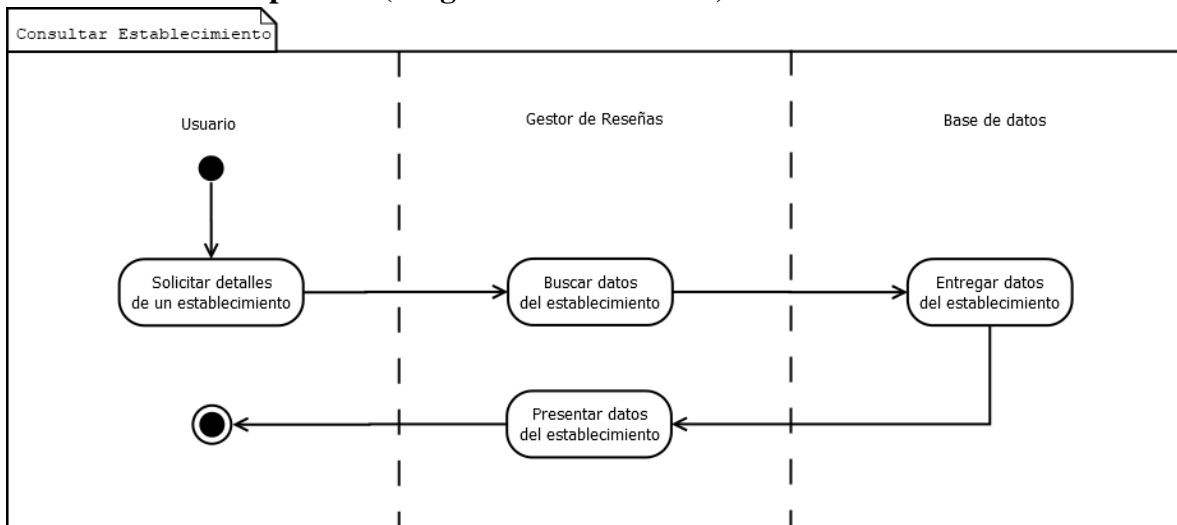 Consultar Establecimiento
Usuario
Gestor de Reseñas
Base de datos
Solicitar detalles
de un establecimiento
Buscar datos
del establecimiento
Entregar datos
del establecimiento
Presentar datos
del establecimiento